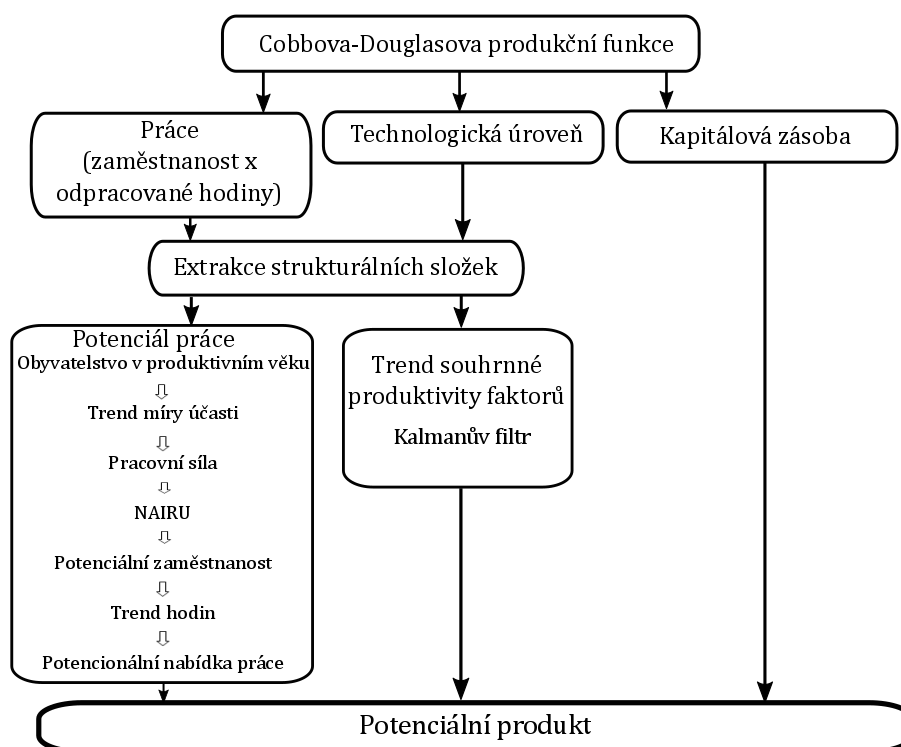 Cobbova-Douglasova produkční funkce
Práce
(zaměstnanost x
odpracované hodiny)
Technologická úroveň
Kapitálová zásoba
Extrakce strukturálních složek
Potenciál práce
Obyvatelstvo v produktivním věku
⇩
Trend míry účasti
⇩
Pracovní síla
⇩
NAIRU
⇩
Potenciální zaměstnanost
⇩
Trend hodin
⇩
Potencionální nabídka práce
Trend souhrnné
produktivity faktorů
Kalmanův filtr
Potenciální produkt